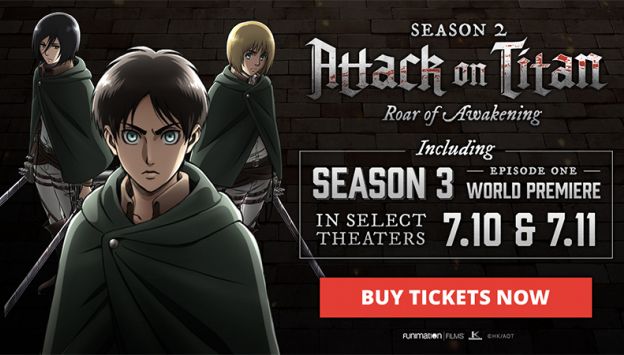 SEASON 2
Attack on Titan
Roar of Awakening
Including
SEASON 3
EPISODE ONE
WORLD PREMIERE
IN SELECT
THEATERS
7.10 & 7.11
BUY TICKETS NOW
FUNIMATION | FILMS K ©HK/AOT